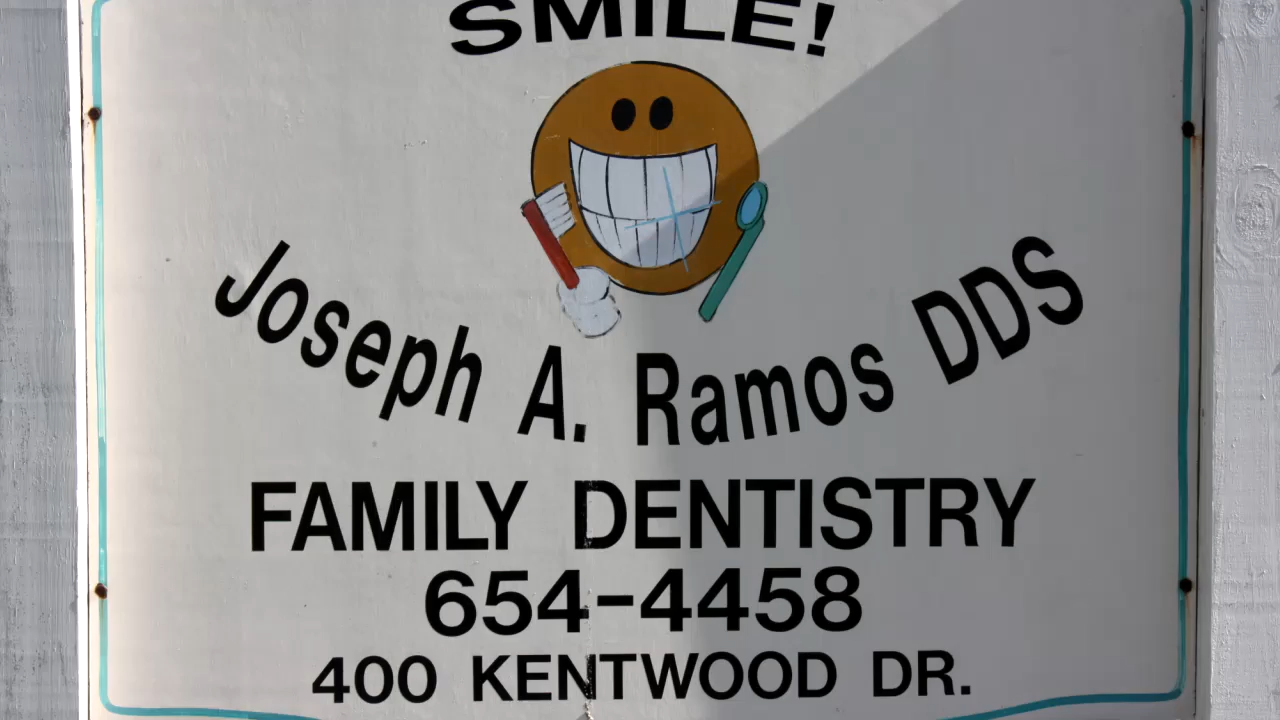 SMILE!
Joseph A. Ramos DDS
FAMILY DENTISTRY
654-4458
400 KENTWOOD DR.